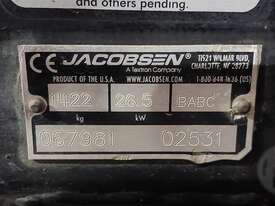 and others pending.
CE JACOBSEN
A Textron Company
11524 WILMAR BLVD,
CHARLOTTE, NC 28273
PRODUCT OF THE U.S.A.
WWW.JACOBSEN.COM
1422 26.5 BABC
kg kW
067981 02531